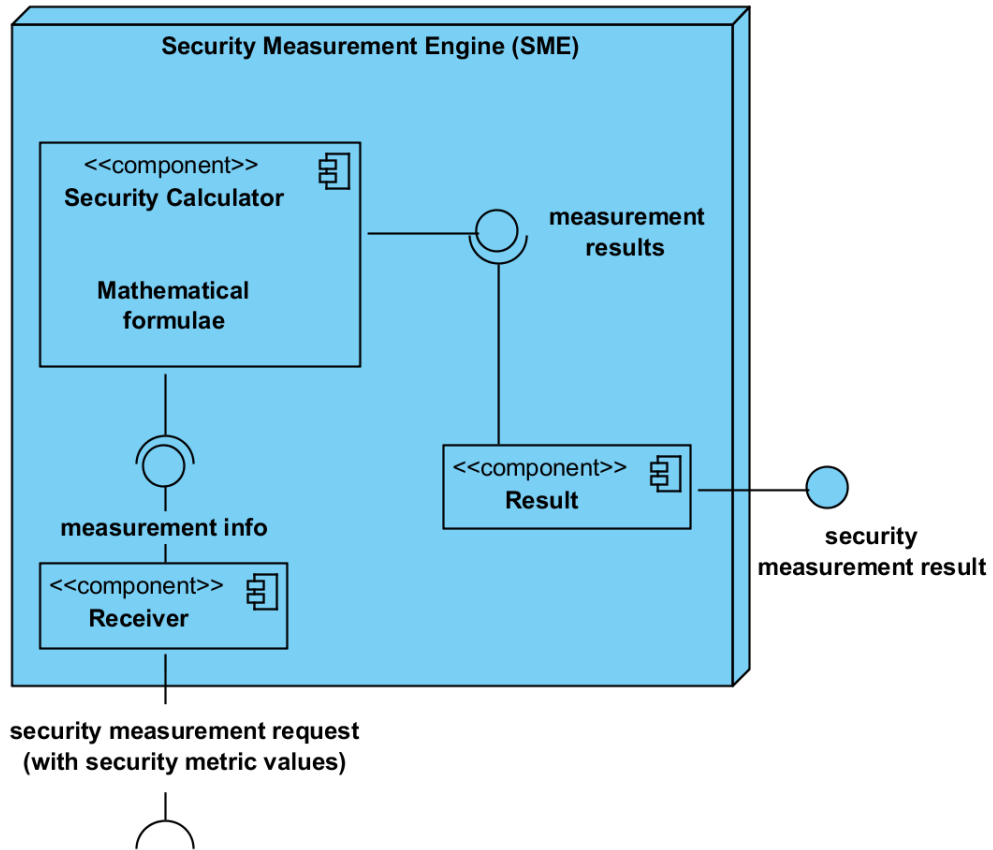 Security Measurement Engine (SME)
<<component>>
Security Calculator
Mathematical
formulae
measurement
results
measurement info
<<component>>
Receiver
<<component>>
Result
security
measurement result
security measurement request
(with security metric values)